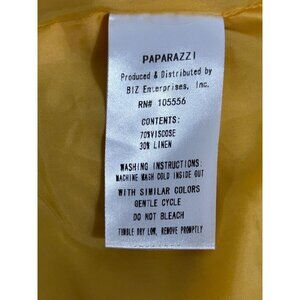 PAPARAZZI
Produced & Distributed by
BIZ Enterprises, Inc.
RN# 105556
CONTENTS:
70%VISCOSE
30% LINEN
WASHING INSTRUCTIONS:
MACHINE WASH COLD INSIDE OUT
WITH SIMILAR COLORS
GENTLE CYCLE
DO NOT BLEACH
TUMBLE DRY LOW, REMOVE PROMPTLY